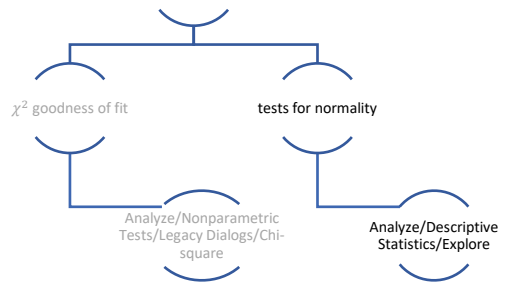 χ² goodness of fit
tests for normality
Analyze/Nonparametric
Tests/Legacy Dialogs/Chi-
square
Analyze/Descriptive
Statistics/Explore